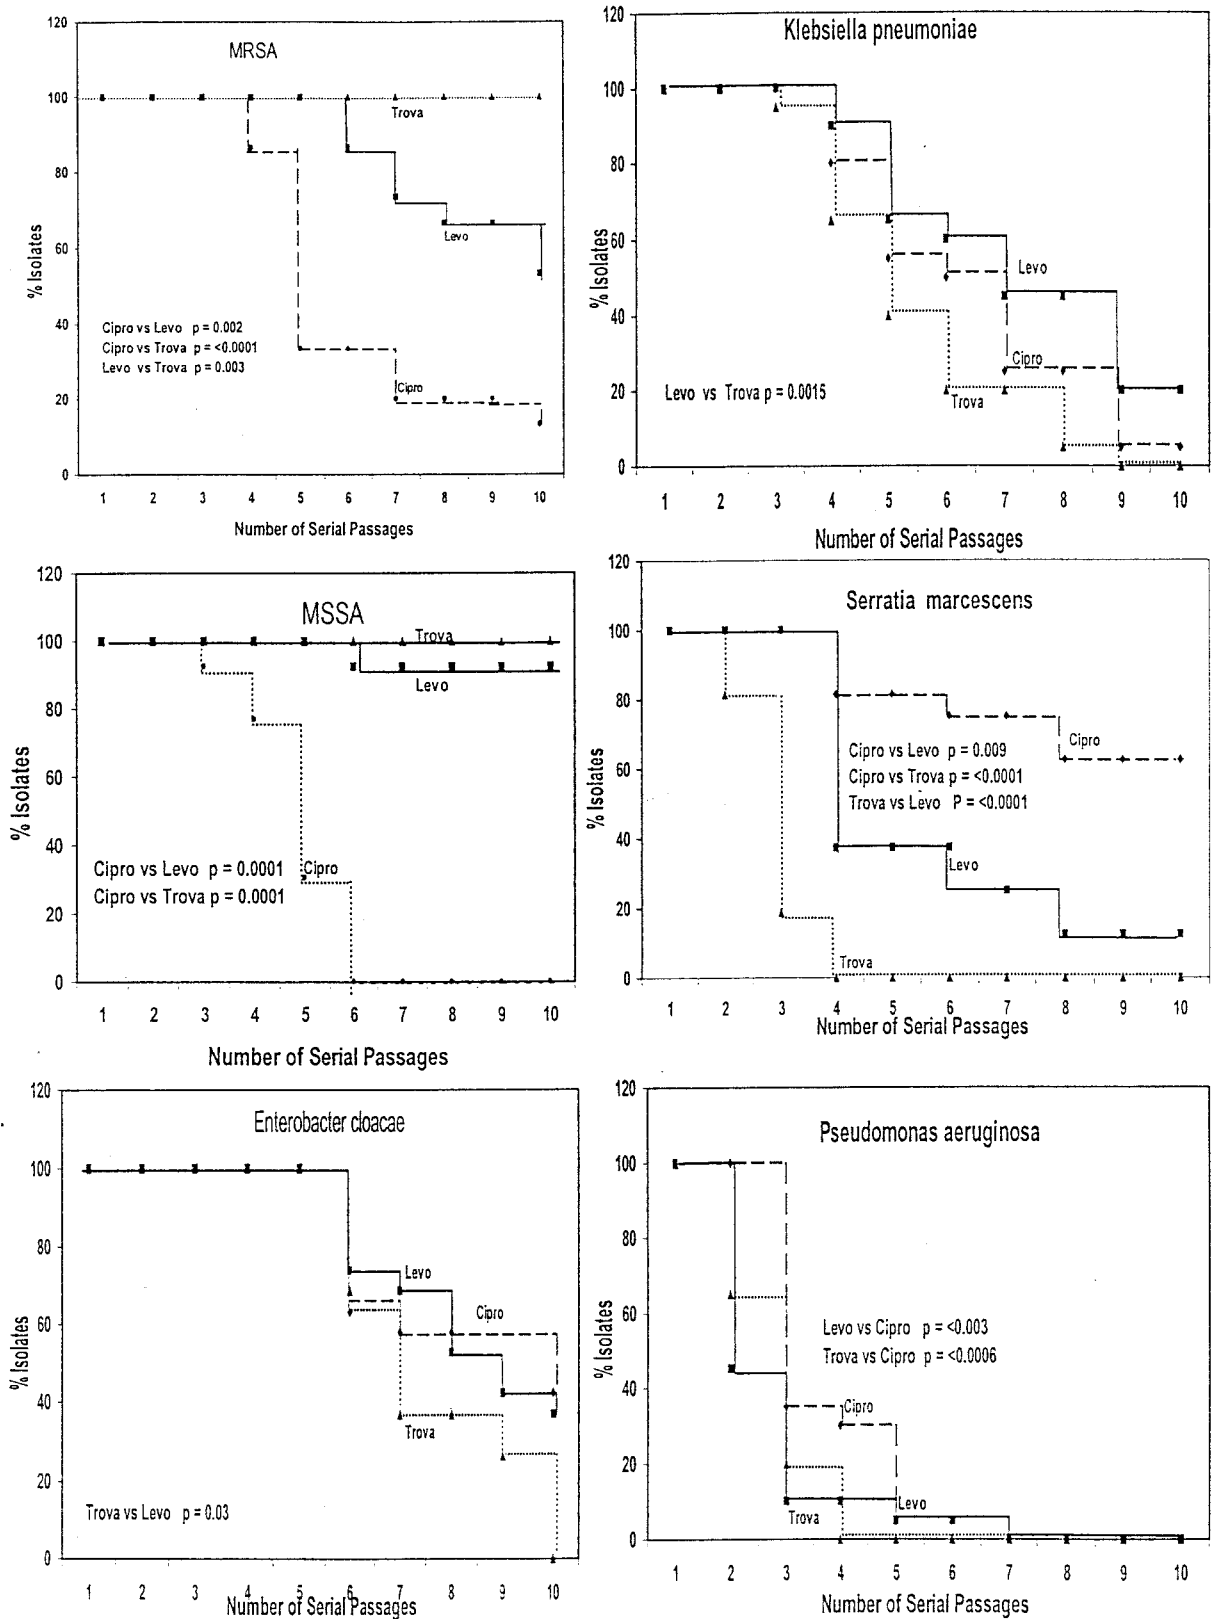 MRSA
120
100
80
60
40
20
0
% Isolates
Trova
Levo
Cipro
Cipro vs Levo p = 0.002
Cipro vs Trova p = <0.0001
Levo vs Trova p = 0.003
1 2 3 4 5 6 7 8 9 10
Number of Serial Passages
Klebsiella pneumoniae
120
100
80
60
40
20
0
% Isolates
Levo
Cipro
Trova
Levo vs Trova p = 0.0015
1 2 3 4 5 6 7 8 9 10
Number of Serial Passages
MSSA
120
100
80
60
40
20
0
% Isolates
Trova
Levo
Cipro
Cipro vs Levo p = 0.0001
Cipro vs Trova p = 0.0001
1 2 3 4 5 6 7 8 9 10
Number of Serial Passages
Serratia marcescens
120
100
80
60
40
20
0
% Isolates
Cipro
Cipro vs Levo p = 0.009
Cipro vs Trova p = <0.0001
Trova vs Levo P = <0.0001
Levo
Trova
1 2 3 4 5 6 7 8 9 10
Number of Serial Passages
Enterobacter cloacae
120
100
80
60
40
20
0
% Isolates
Levo
Cipro
Trova
Trova vs Levo p = 0.03
1 2 3 4 5 6 7 8 9 10
Number of Serial Passages
Pseudomonas aeruginosa
120
100
80
60
40
20
0
% Isolates
Levo vs Cipro p = <0.003
Trova vs Cipro p = <0.0006
Cipro
Levo
Trova
1 2 3 4 5 6 7 8 9 10
Number of Serial Passages